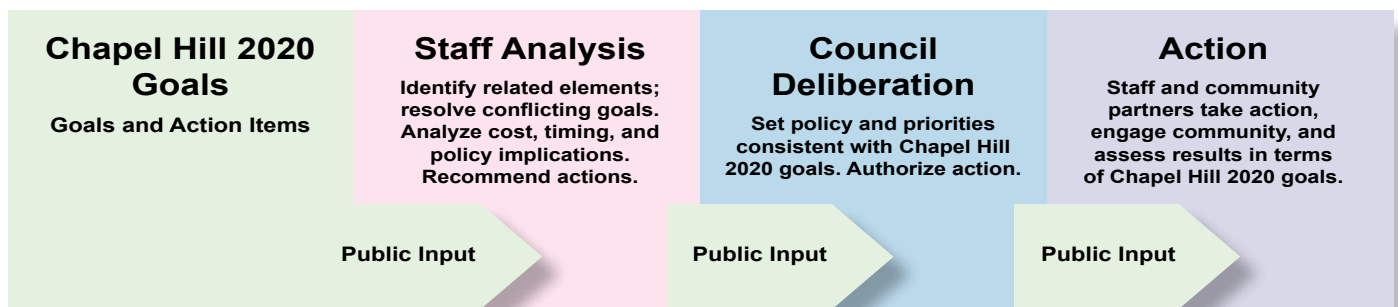 Chapel Hill 2020
Goals
Goals and Action Items
Staff Analysis
Identify related elements;
resolve conflicting goals.
Analyze cost, timing, and
policy implications.
Recommend actions.
Council
Deliberation
Set policy and priorities
consistent with Chapel Hill
2020 goals. Authorize action.
Action
Staff and community
partners take action,
engage community, and
assess results in terms
of Chapel Hill 2020 goals.
Public Input
Public Input
Public Input